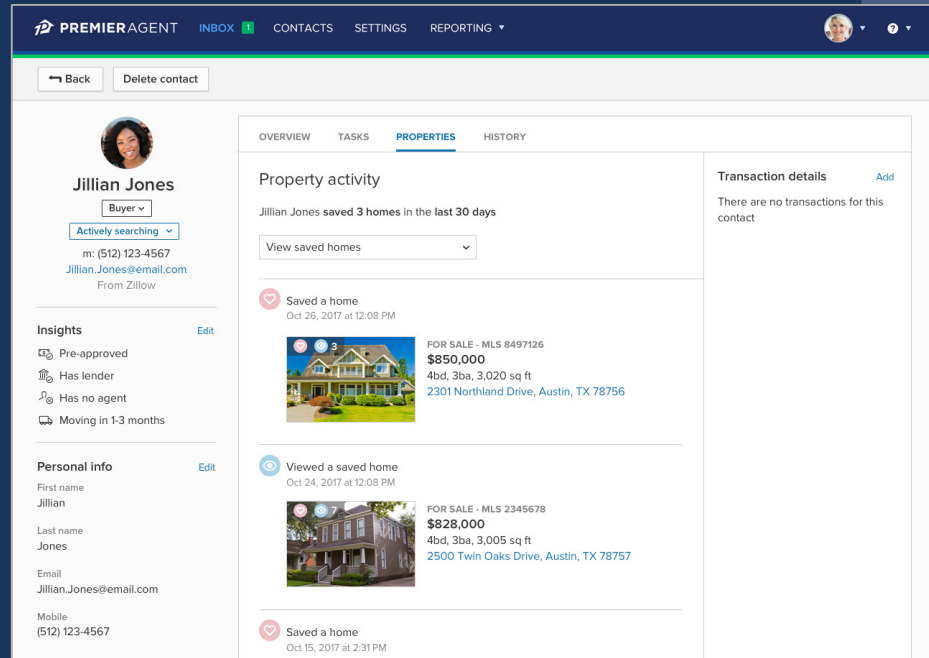 PREMIERAGENT INBOX 1 CONTACTS SETTINGS REPORTING ?
Back Delete contact
Jillian Jones
Buyer
Actively searching
m: (512) 123-4567
Jillian.Jones@email.com
From Zillow
Insights Edit
Pre-approved
Has lender
Has no agent
Moving in 1-3 months
Personal info Edit
First name
Jillian
Last name
Jones
Email
Jillian.Jones@email.com
Mobile
(512) 123-4567
OVERVIEW TASKS PROPERTIES HISTORY
Property activity
Jillian Jones saved 3 homes in the last 30 days
View saved homes
Saved a home
Oct 26, 2017 at 12:08 PM
3
FOR SALE - MLS 8497126
$850,000
4bd, 3ba, 3,020 sq ft
2301 Northland Drive, Austin, TX 78756
Viewed a saved home
Oct 24, 2017 at 12:08 PM
7
FOR SALE - MLS 2345678
$828,000
4bd, 3ba, 3,005 sq ft
2500 Twin Oaks Drive, Austin, TX 78757
Saved a home
Oct 15, 2017 at 2:31 PM
Transaction details Add
There are no transactions for this
contact